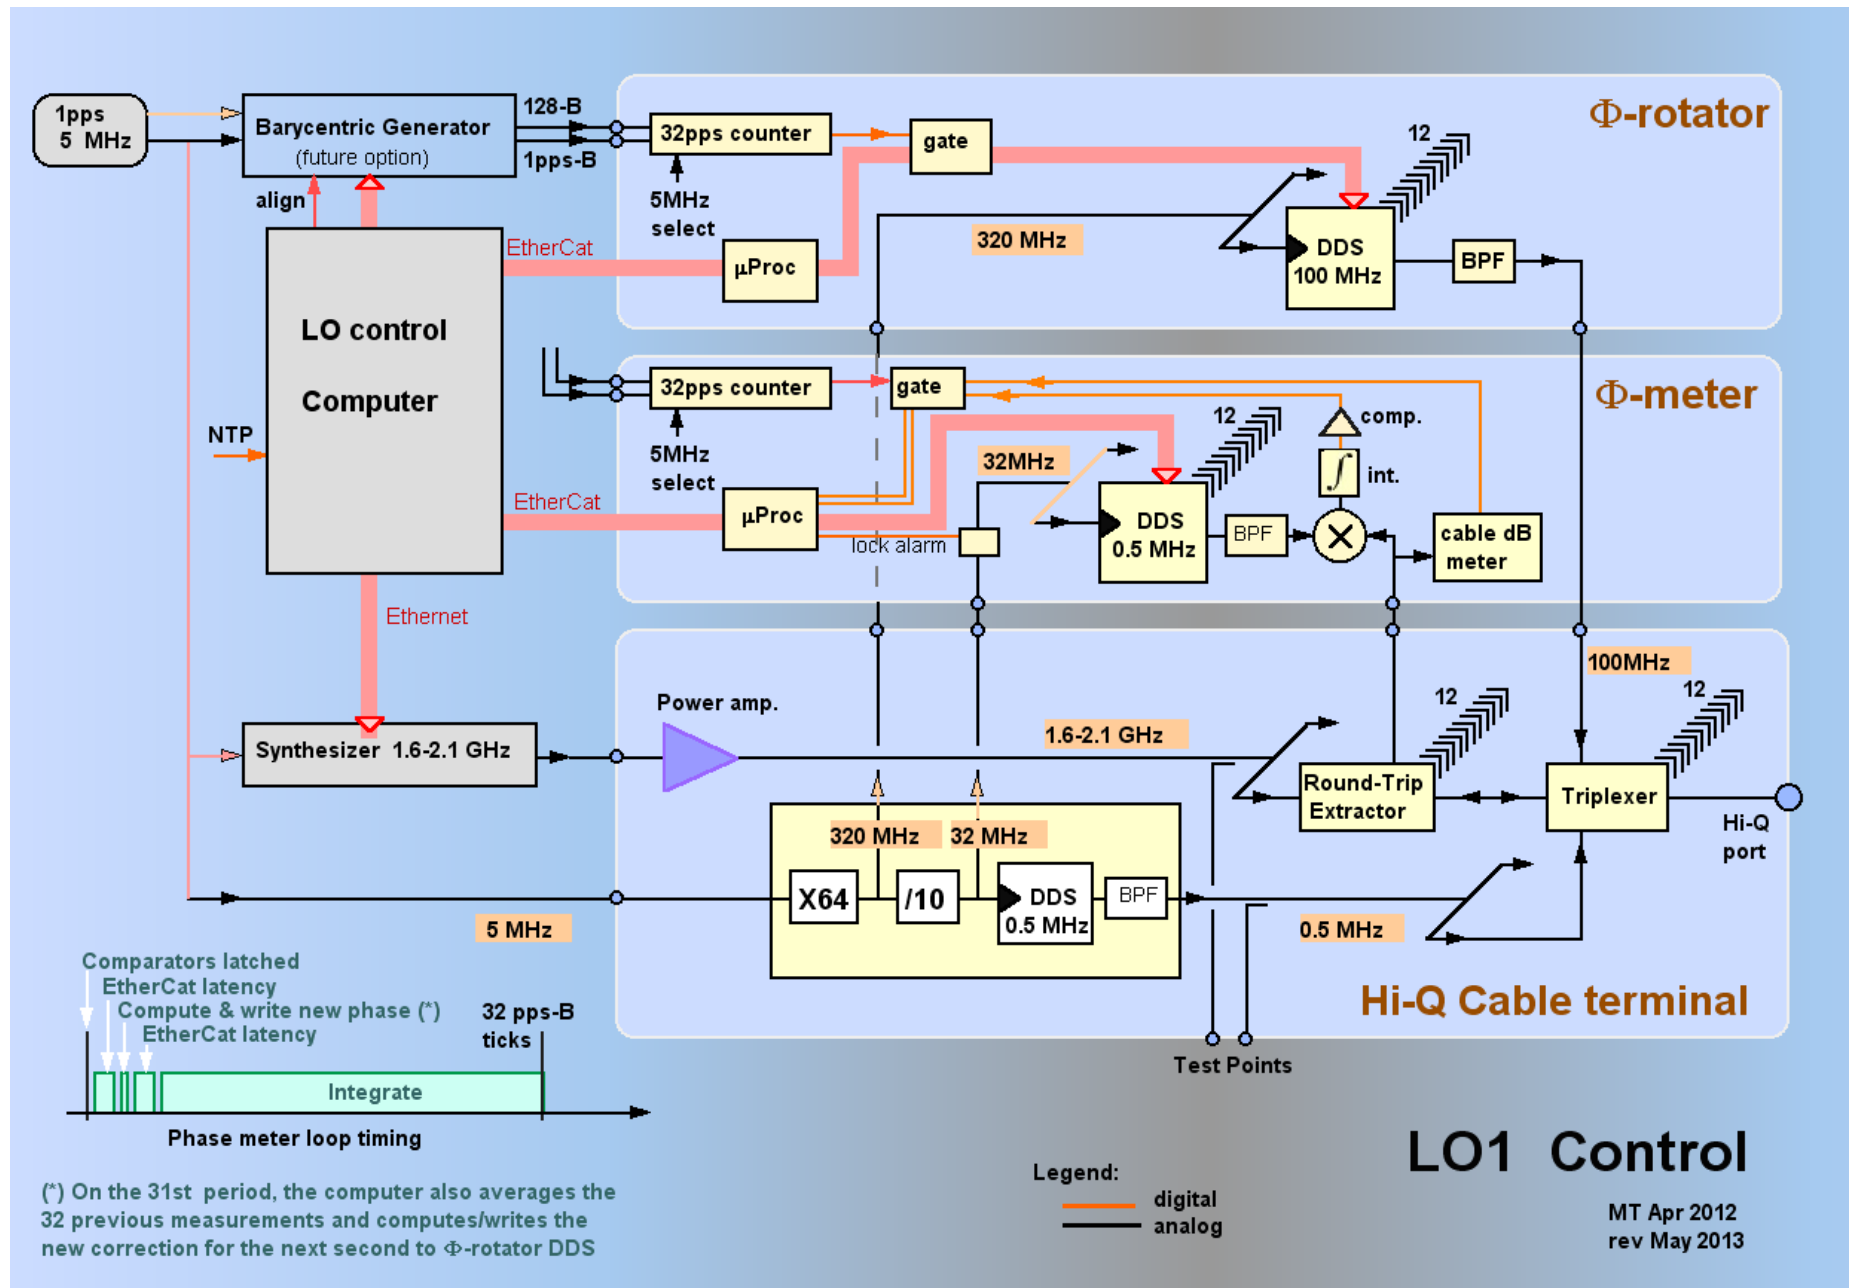 1pps
5 MHz
Barycentric Generator
(future option)
128-B
1pps-B
align
32pps counter
gate
5MHz
select
Φ-rotator
12
320 MHz
DDS
100 MHz
BPF
EtherCat
μProc
LO control
Computer
NTP
32pps counter
gate
5MHz
select
Φ-meter
12
comp.
32MHz
int.
EtherCat
μProc
lock alarm
DDS
0.5 MHz
BPF
cable dB
meter
Ethernet
Synthesizer 1.6-2.1 GHz
Power amp.
1.6-2.1 GHz
100MHz
12
12
Round-Trip
Extractor
Triplexer
Hi-Q
port
320 MHz
32 MHz
X64
/10
DDS
0.5 MHz
BPF
5 MHz
0.5 MHz
Hi-Q Cable terminal
Test Points
Comparators latched
EtherCat latency
Compute & write new phase (*)
EtherCat latency
32 pps-B
ticks
Integrate
Phase meter loop timing
(*) On the 31st period, the computer also averages the
32 previous measurements and computes/writes the
new correction for the next second to Φ-rotator DDS
Legend:
digital
analog
LO1 Control
MT Apr 2012
rev May 2013